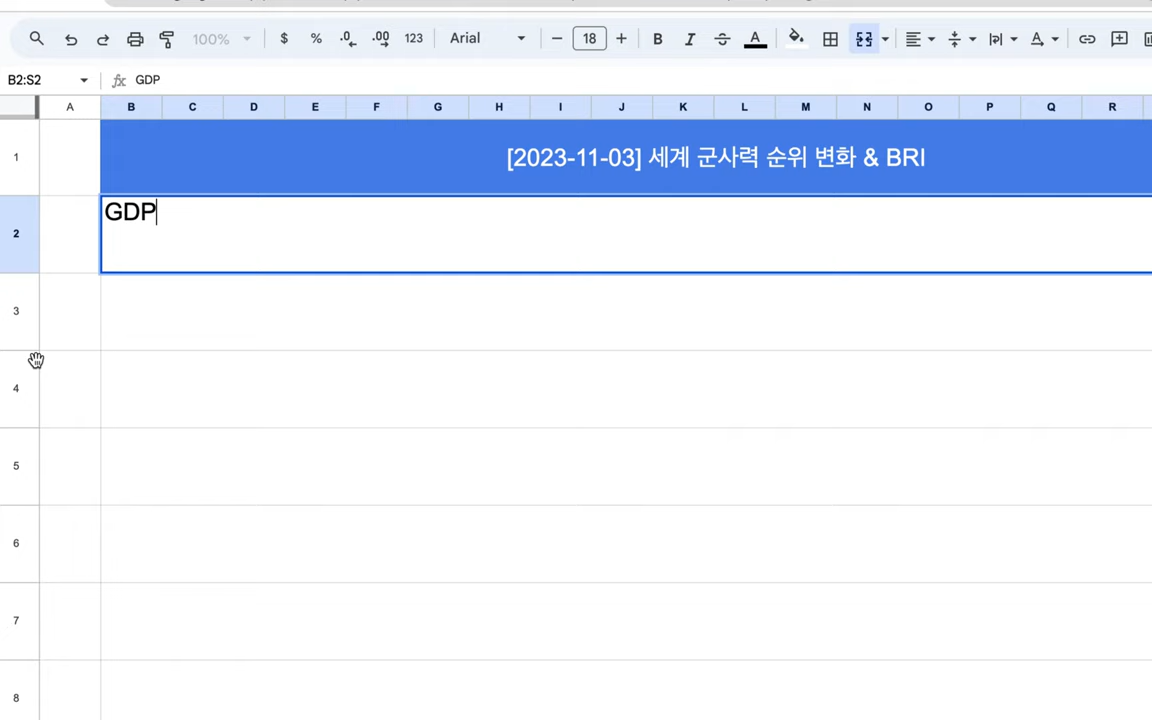 100% $ % .0 .00 123 Arial 18 B I A
B2:S2 fx GDP
A B C D E F G H I J K L M N O P Q R
1 [2023-11-03] 세계 군사력 순위 변화 & BRI
2 GDP
3
4
5
6
7
8